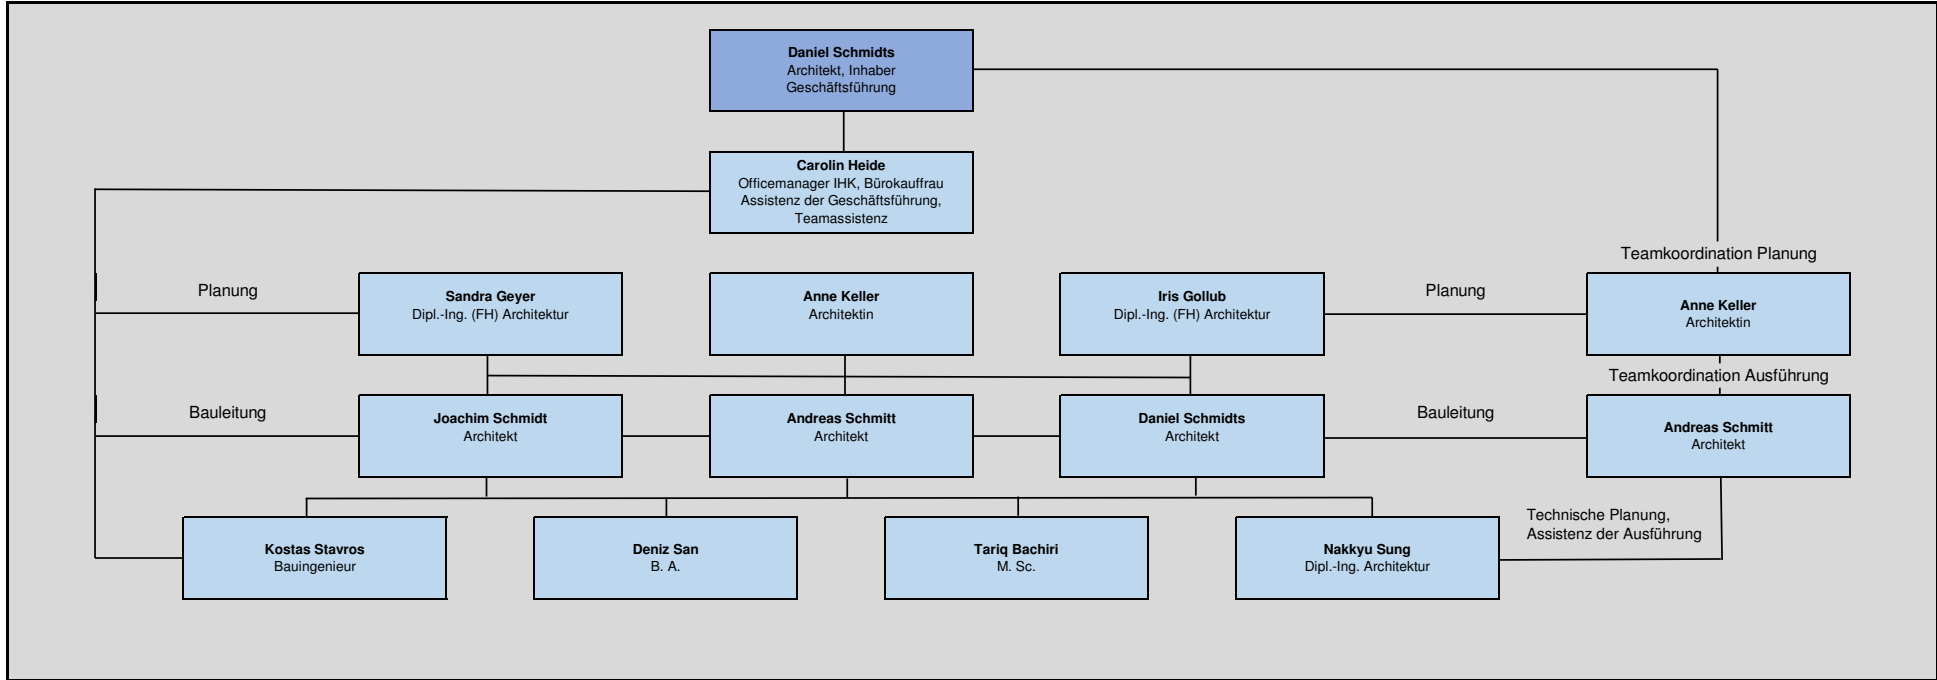 Daniel Schmidts
Architekt, Inhaber
Geschäftsführung
Carolin Heide
Officemanager IHK, Bürokauffrau
Assistenz der Geschäftsführung,
Teamassistenz
Teamkoordination Planung
Planung
Sandra Geyer
Dipl.-Ing. (FH) Architektur
Anne Keller
Architektin
Iris Gollub
Dipl.-Ing. (FH) Architektur
Planung
Anne Keller
Architektin
Teamkoordination Ausführung
Bauleitung
Joachim Schmidt
Architekt
Andreas Schmitt
Architekt
Daniel Schmidts
Architekt
Bauleitung
Andreas Schmitt
Architekt
Kostas Stavros
Bauingenieur
Deniz San
B. A.
Tariq Bachiri
M. Sc.
Nakkyu Sung
Dipl.-Ing. Architektur
Technische Planung,
Assistenz der Ausführung